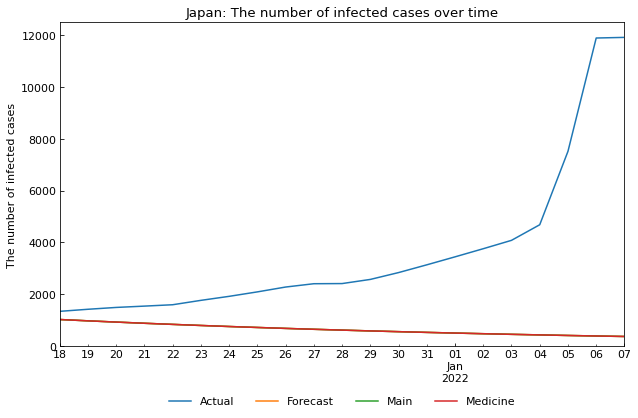 Japan: The number of infected cases over time
The number of infected cases
12000
10000
8000
6000
4000
2000
0
18 19 20 21 22 23 24 25 26 27 28 29 30 31 01 02 03 04 05 06 07
Jan
2022
Actual Forecast Main Medicine